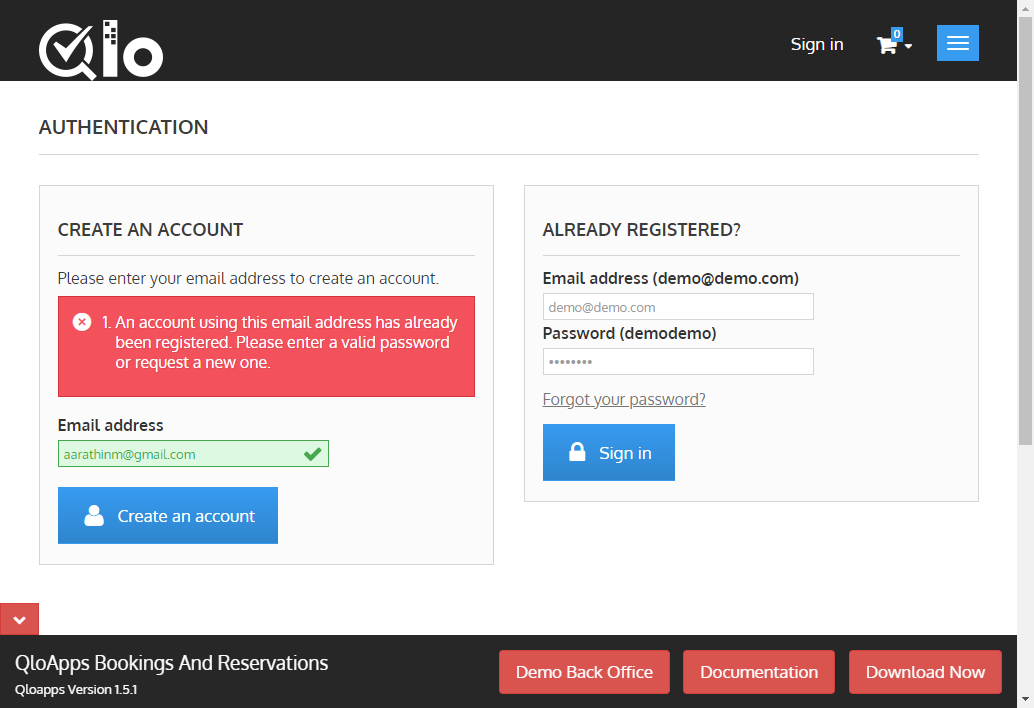 Qlo
Sign in
0
AUTHENTICATION
CREATE AN ACCOUNT
Please enter your email address to create an account.
1. An account using this email address has already
been registered. Please enter a valid password
or request a new one.
Email address
aarathinm@gmail.com
Create an account
ALREADY REGISTERED?
Email address (demo@demo.com)
demo@demo.com
Password (demodemo)
••••••••
Forgot your password?
Sign in
QloApps Bookings And Reservations
Qloapps Version 1.5.1
Demo Back Office
Documentation
Download Now